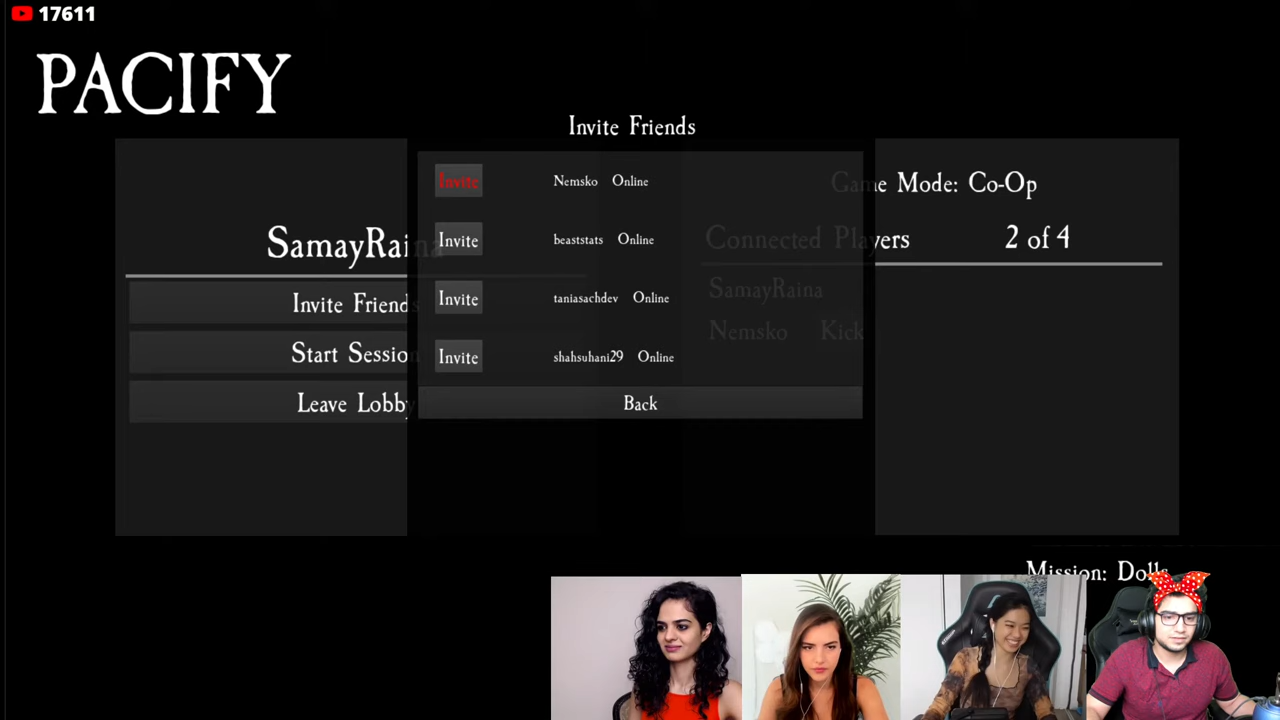 17611
PACIFY
Invite Friends
Invite Nemsko Online
Invite beaststats Online
Invite taniasachdev Online
Invite shahsuhani29 Online
Back
SamayRaina
Invite Friends
Start Session
Leave Lobby
Game Mode: Co-Op
Connected Players 2 of 4
SamayRaina
Nemsko Kick
Mission: Dolls